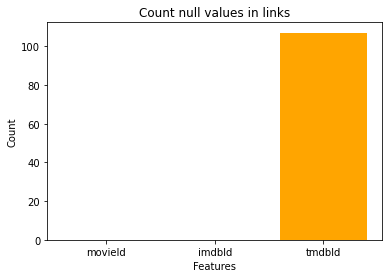 Count null values in links
Count
100
80
60
40
20
0
movieId
imdbId
tmdbId
Features